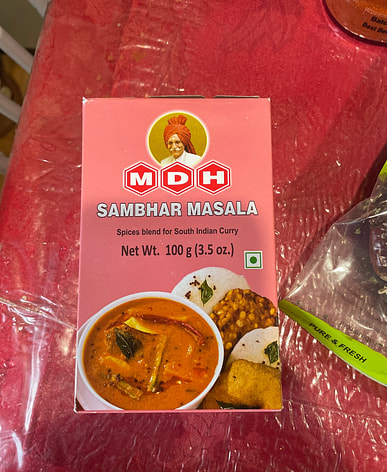 MDH
SAMBHAR MASALA
Spices blend for South Indian Curry
Net Wt. 100 g (3.5 oz.)
PURE & FRESH